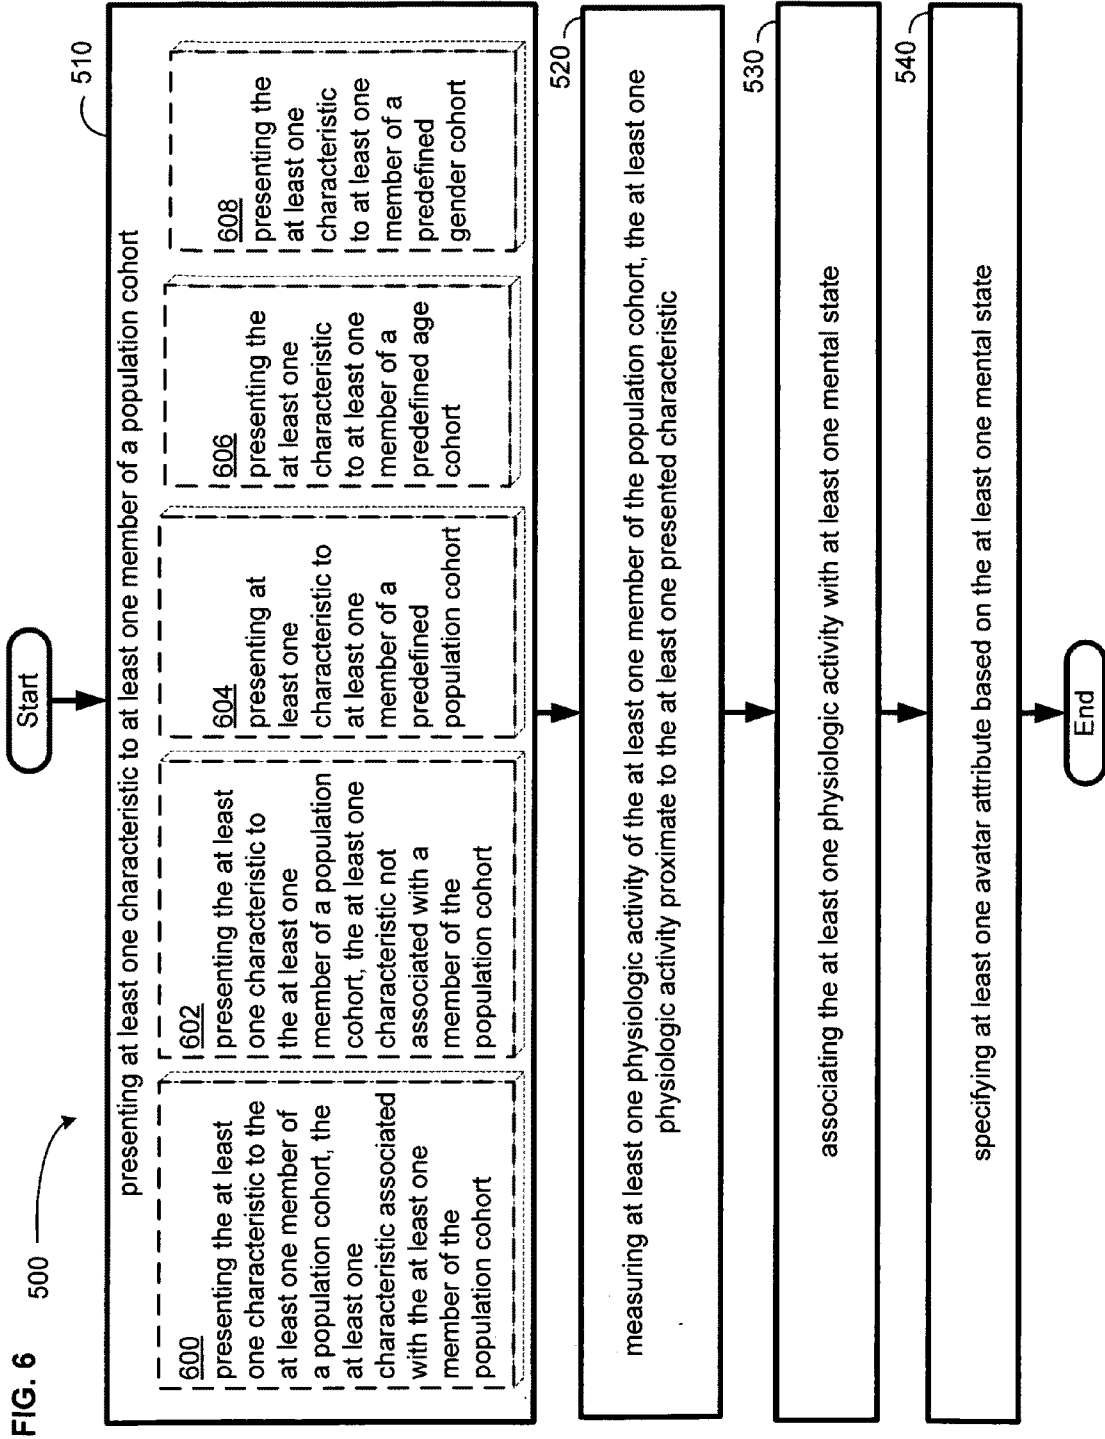 FIG. 6
500
Start
510
presenting at least one characteristic to at least one member of a population cohort
600
presenting the at least
one characteristic to the
at least one member of
a population cohort, the
at least one
characteristic associated
with the at least one
member of the
population cohort
602
presenting the at least
one characteristic to
the at least one
member of a population
cohort, the at least one
characteristic not
associated with a
member of the
population cohort
604
presenting at
least one
characteristic to
at least one
member of a
predefined
population cohort
606
presenting the
at least one
characteristic
to at least one
member of a
predefined age
cohort
608
presenting the
at least one
characteristic
to at least one
member of a
predefined
gender cohort
520
measuring at least one physiologic activity of the at least one member of the population cohort, the at least one
physiologic activity proximate to the at least one presented characteristic
530
associating the at least one physiologic activity with at least one mental state
540
specifying at least one avatar attribute based on the at least one mental state
End